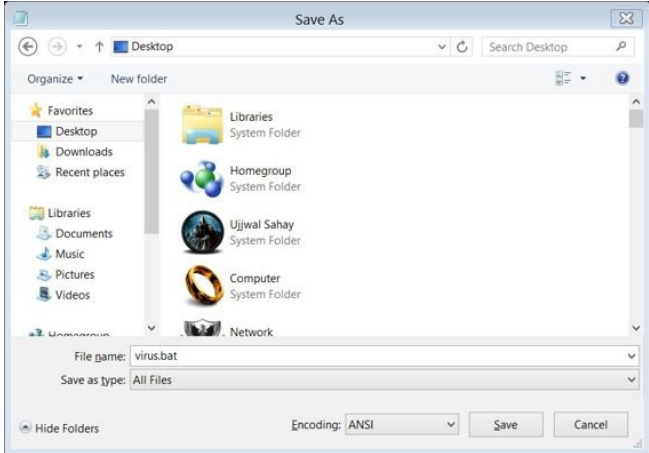 Save As
Desktop
Search Desktop
Organize
New folder
Favorites
Desktop
Downloads
Recent places
Libraries
Documents
Music
Pictures
Videos
Homegroup
Libraries
System Folder
Homegroup
System Folder
Ujjwal Sahay
System Folder
Computer
System Folder
Network
File name: virus.bat
Save as type: All Files
Hide Folders
Encoding: ANSI
Save
Cancel